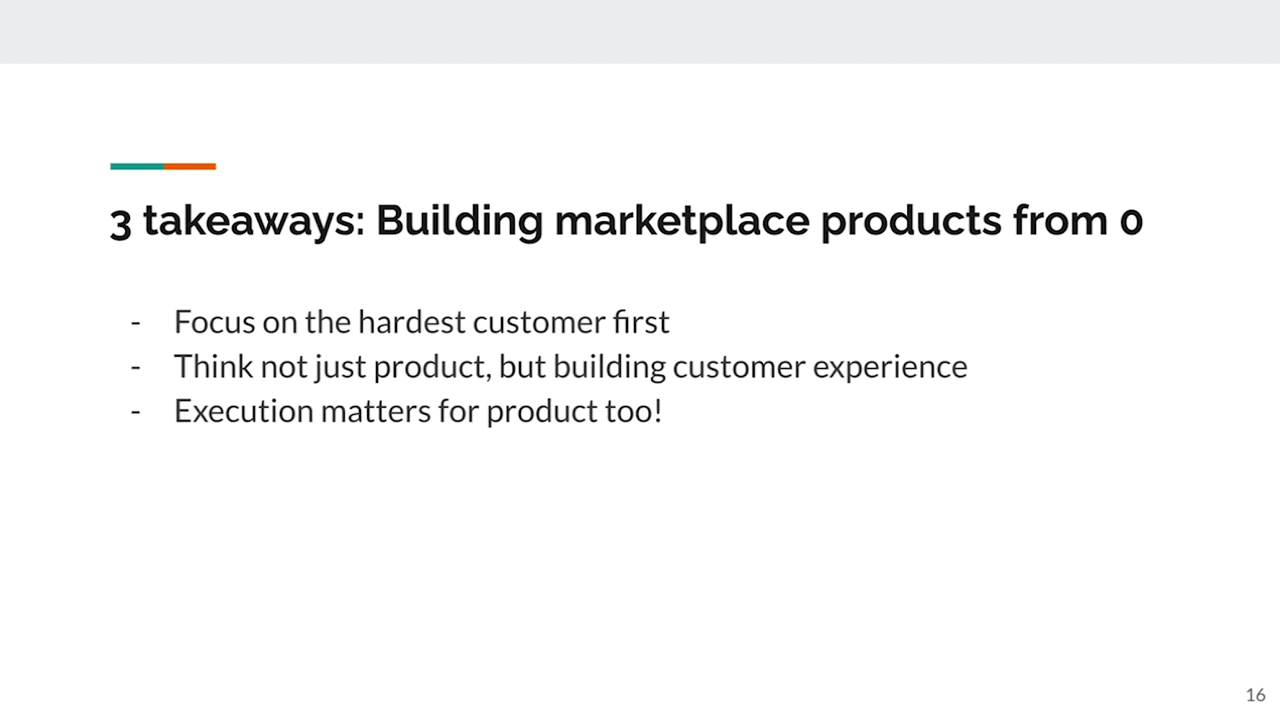 3 takeaways: Building marketplace products from 0
- Focus on the hardest customer first
- Think not just product, but building customer experience
- Execution matters for product too!
16